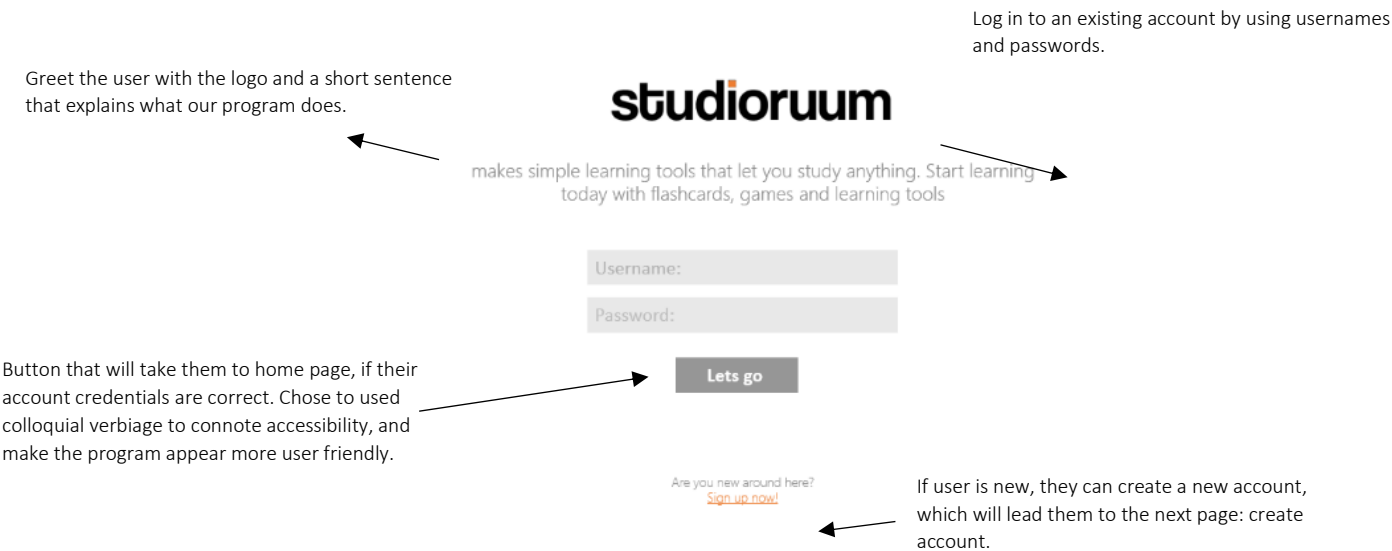 Log in to an existing account by using usernames
and passwords.
Greet the user with the logo and a short sentence
that explains what our program does.
studioruum
makes simple learning tools that let you study anything. Start learning
today with flashcards, games and learning tools
Username:
Password:
Lets go
Button that will take them to home page, if their
account credentials are correct. Chose to used
colloquial verbiage to connote accessibility, and
make the program appear more user friendly.
Are you new around here?
Sign up now!
If user is new, they can create a new account,
which will lead them to the next page: create
account.